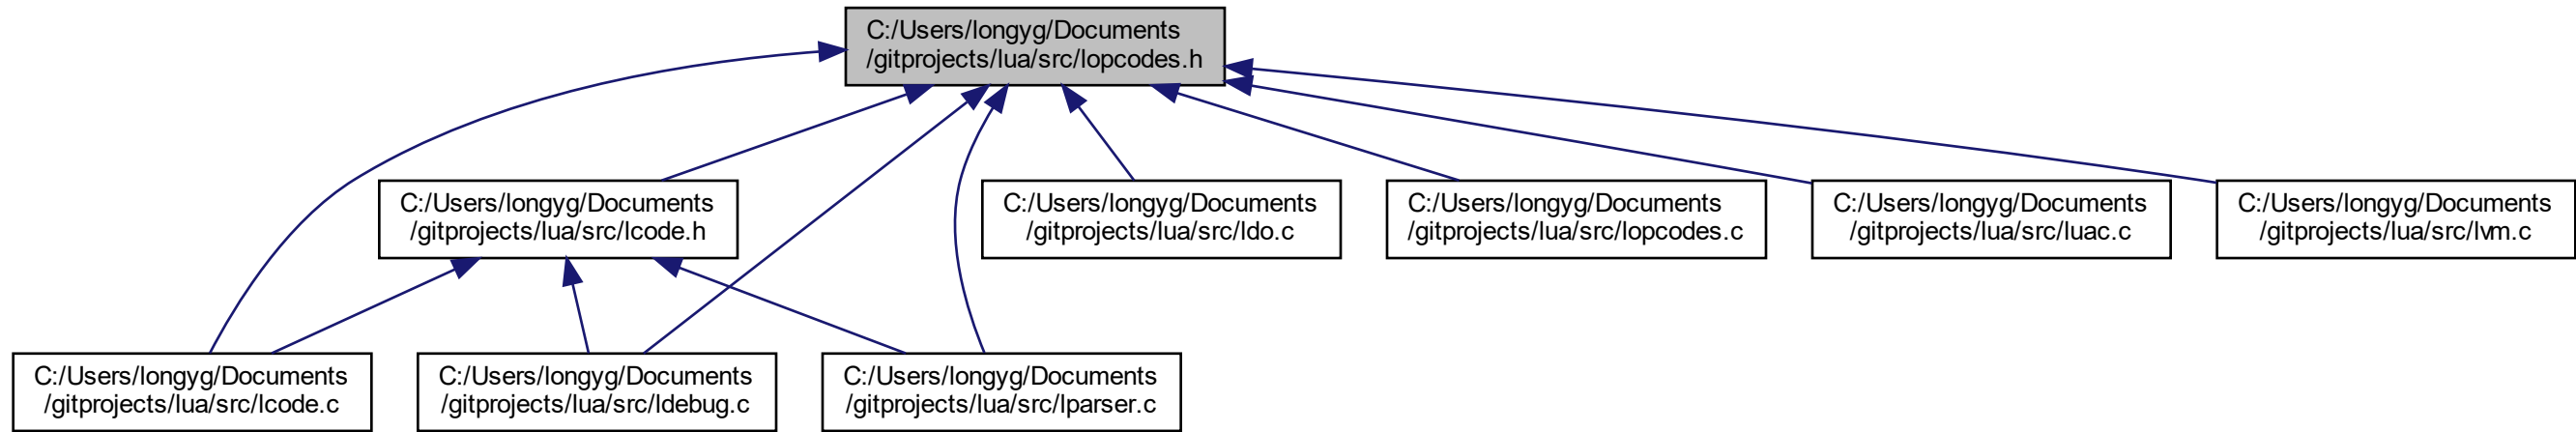 C:/Users/longyg/Documents
/gitprojects/lua/src/lopcodes.h
C:/Users/longyg/Documents
/gitprojects/lua/src/lcode.h
C:/Users/longyg/Documents
/gitprojects/lua/src/ldo.c
C:/Users/longyg/Documents
/gitprojects/lua/src/lopcodes.c
C:/Users/longyg/Documents
/gitprojects/lua/src/luac.c
C:/Users/longyg/Documents
/gitprojects/lua/src/lvm.c
C:/Users/longyg/Documents
/gitprojects/lua/src/lcode.c
C:/Users/longyg/Documents
/gitprojects/lua/src/ldebug.c
C:/Users/longyg/Documents
/gitprojects/lua/src/lparser.c